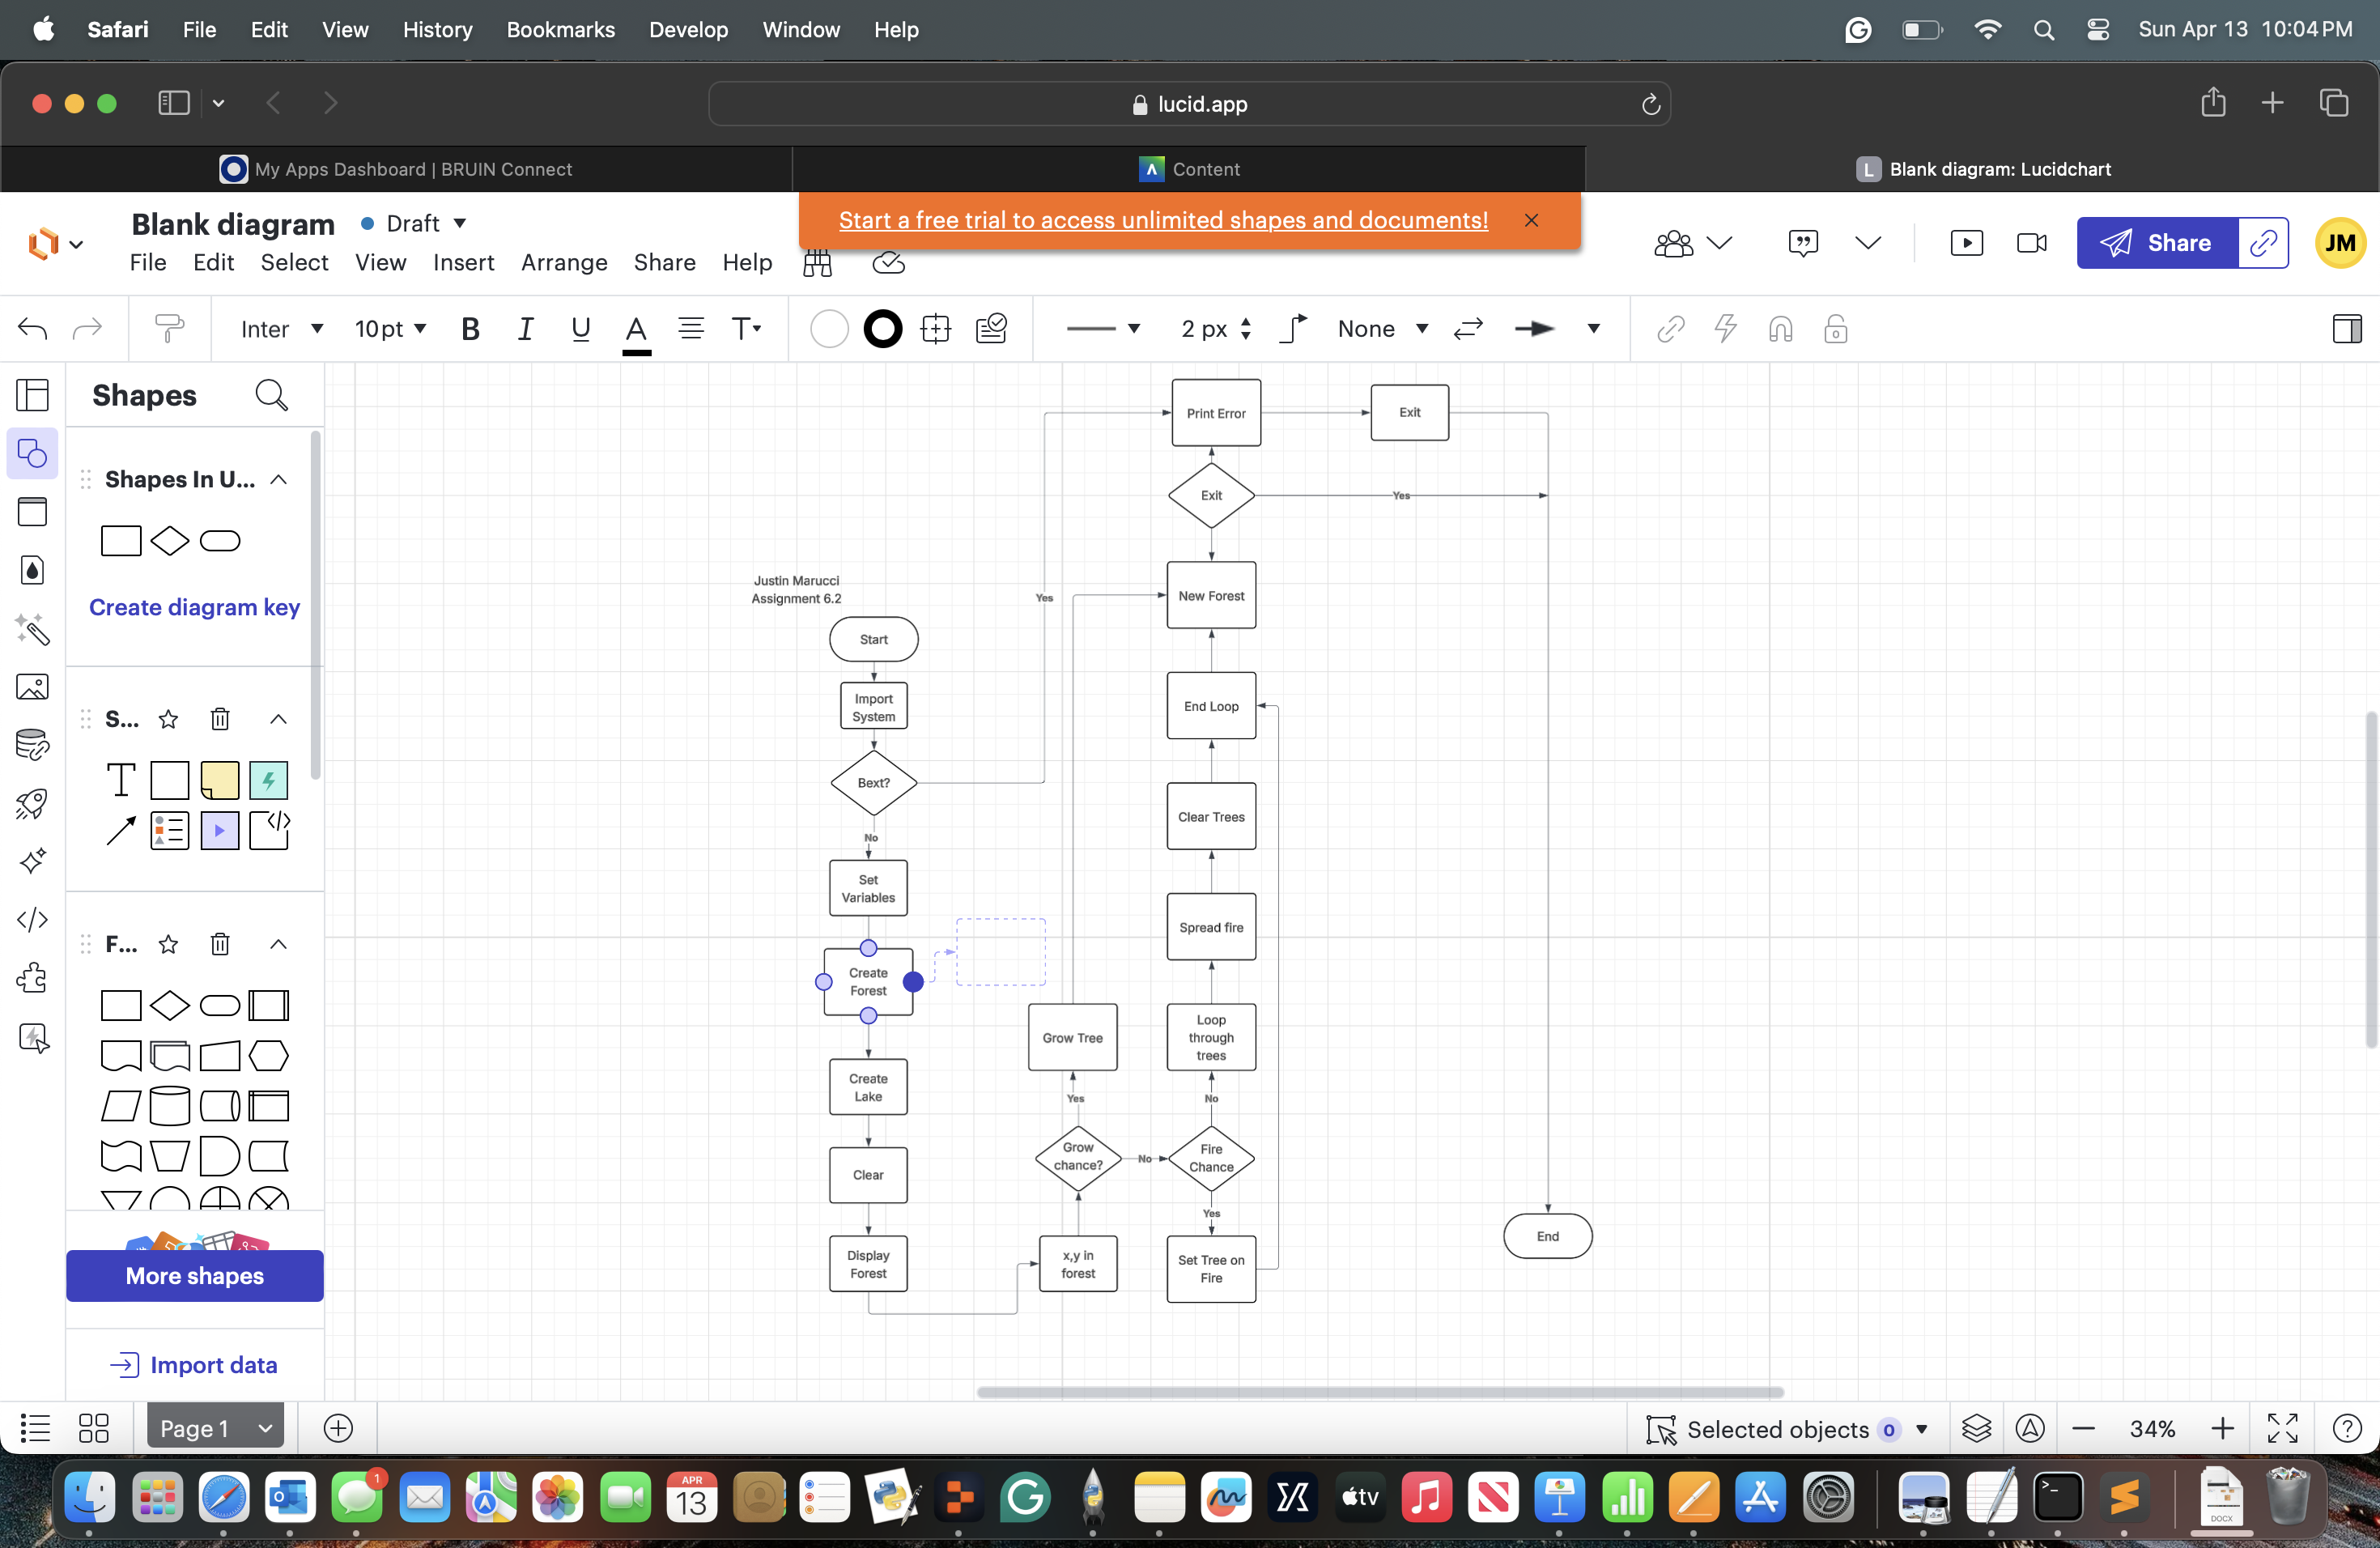 Safari File Edit View History Bookmarks Develop Window Help
Sun Apr 13 10:04 PM
lucid.app
My Apps Dashboard | BRUIN Connect
Content
L Blank diagram: Lucidchart
Blank diagram Draft
Start a free trial to access unlimited shapes and documents!
Share
JM
File Edit Select View Insert Arrange Share Help
Inter 10pt B I U A T 2 px None
Shapes
Shapes In U...
Create diagram key
S...
T
F...
More shapes
Import data
Print Error
Exit
Exit
Yes
New Forest
Justin Marucci
Assignment 6.2
Yes
Start
Import
System
End Loop
Bext?
Clear Trees
No
Set
Variables
Spread fire
Create
Forest
Grow Tree
Loop
through
trees
Create
Lake
Yes
No
Grow
chance?
No
Fire
Chance
Clear
Yes
Display
Forest
x,y in
forest
Set Tree on
Fire
End
Page 1
Selected objects 0
34%
1
APR
13
tv
DOCX